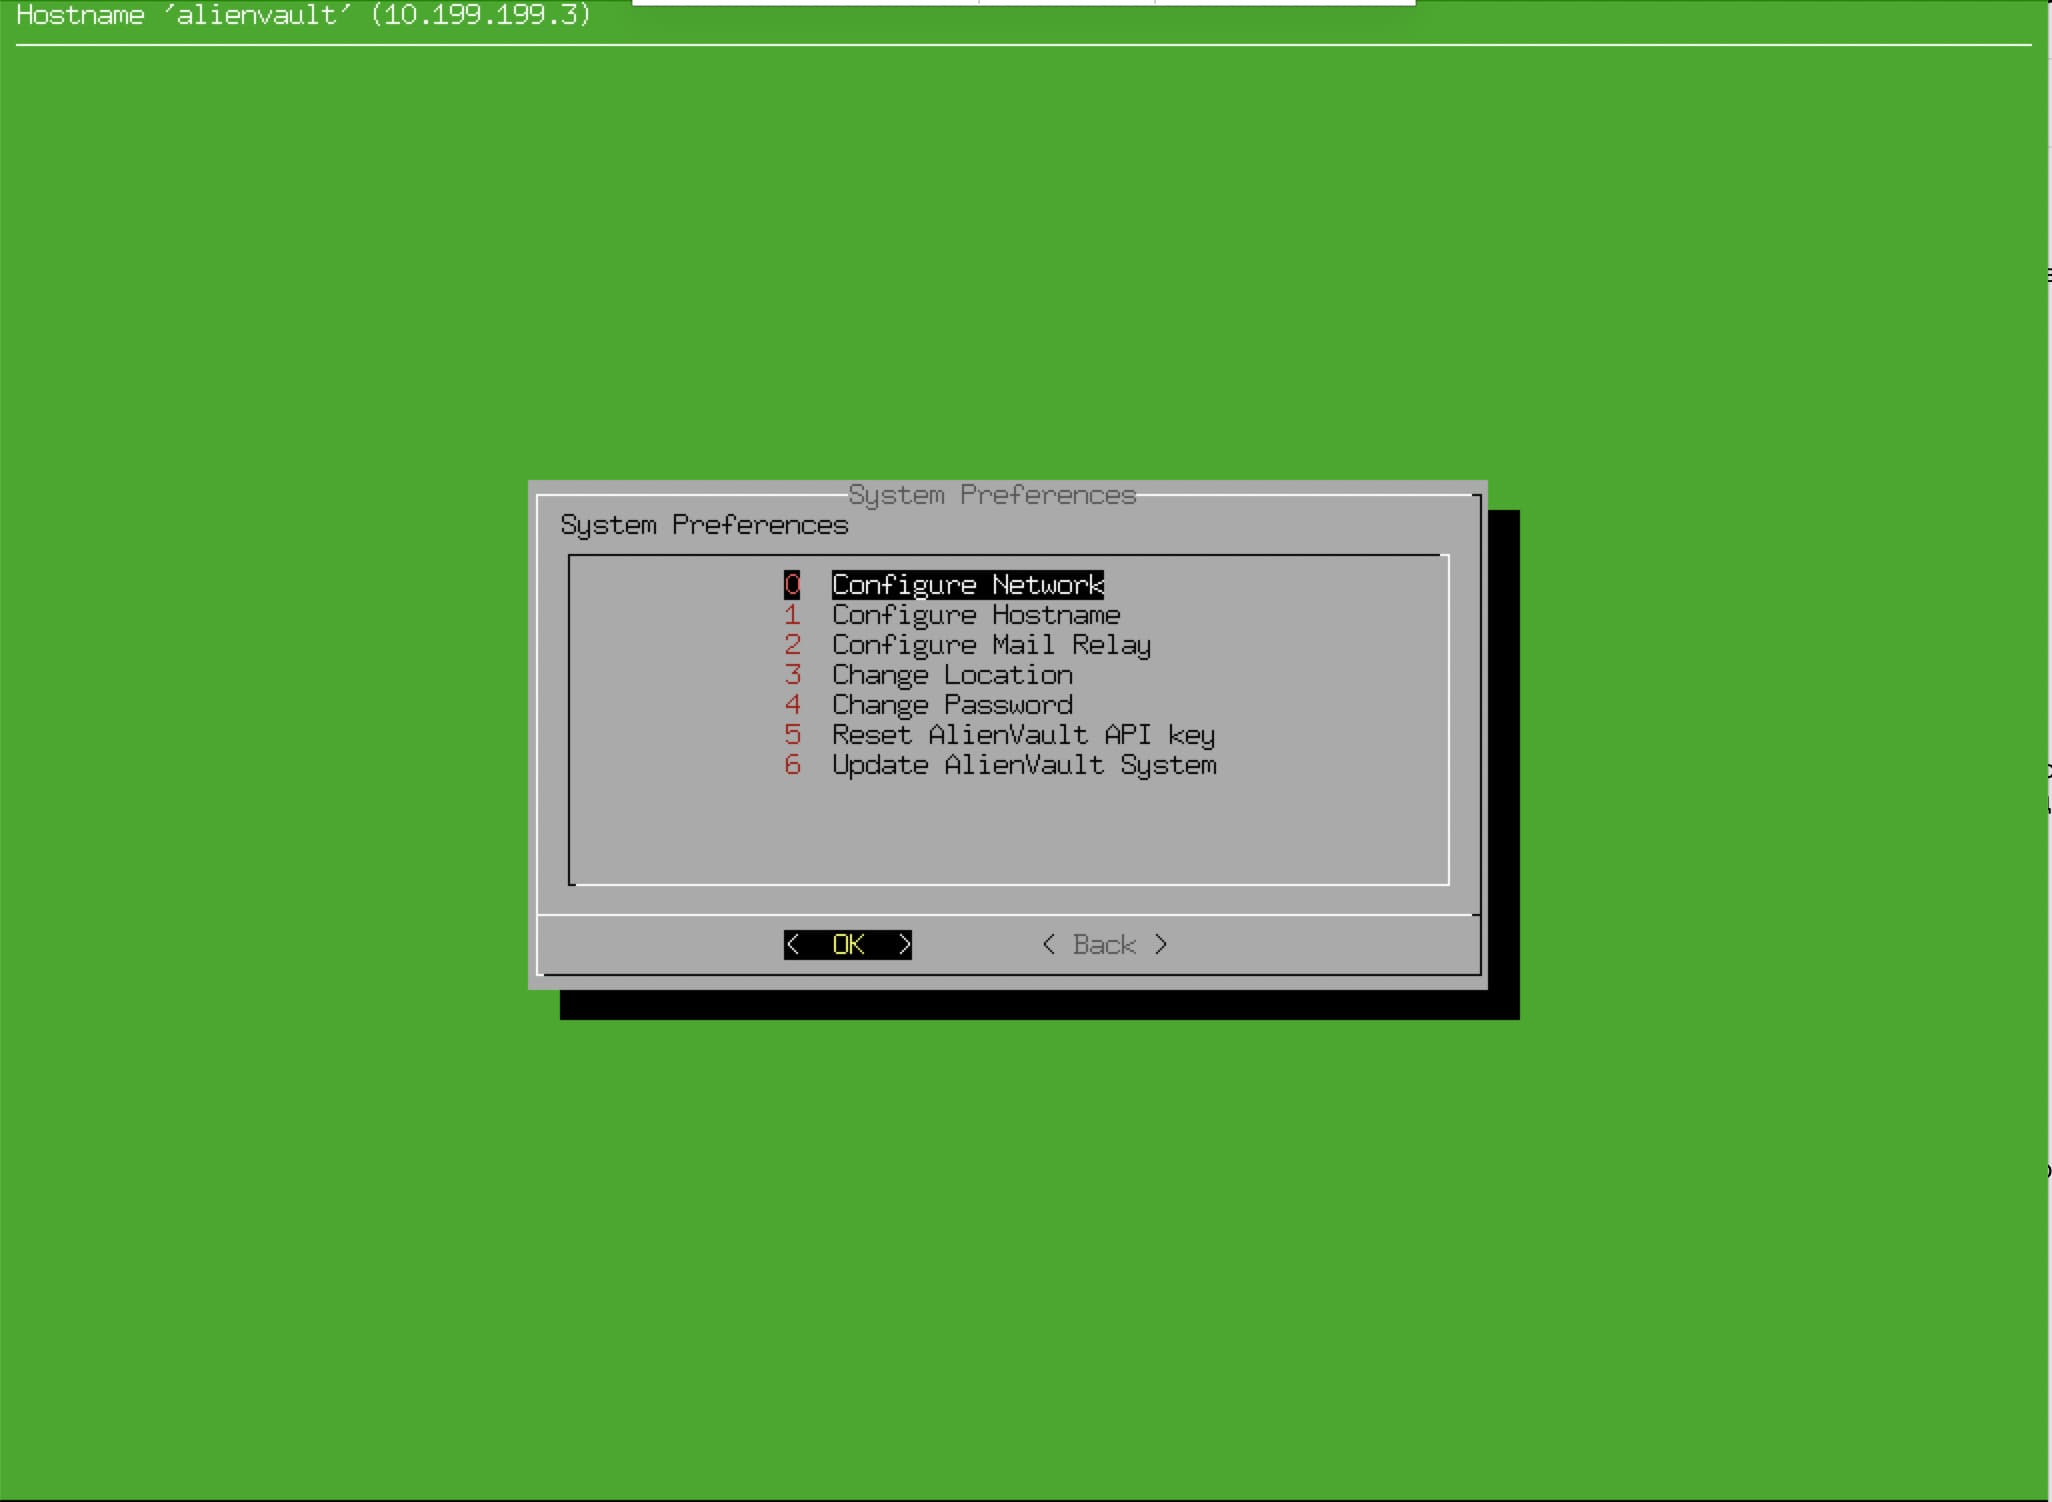 Hostname 'alienvault' (10.199.199.3)
System Preferences
System Preferences
0 Configure Network
1 Configure Hostname
2 Configure Mail Relay
3 Change Location
4 Change Password
5 Reset AlienVault API key
6 Update AlienVault System
< OK > < Back >